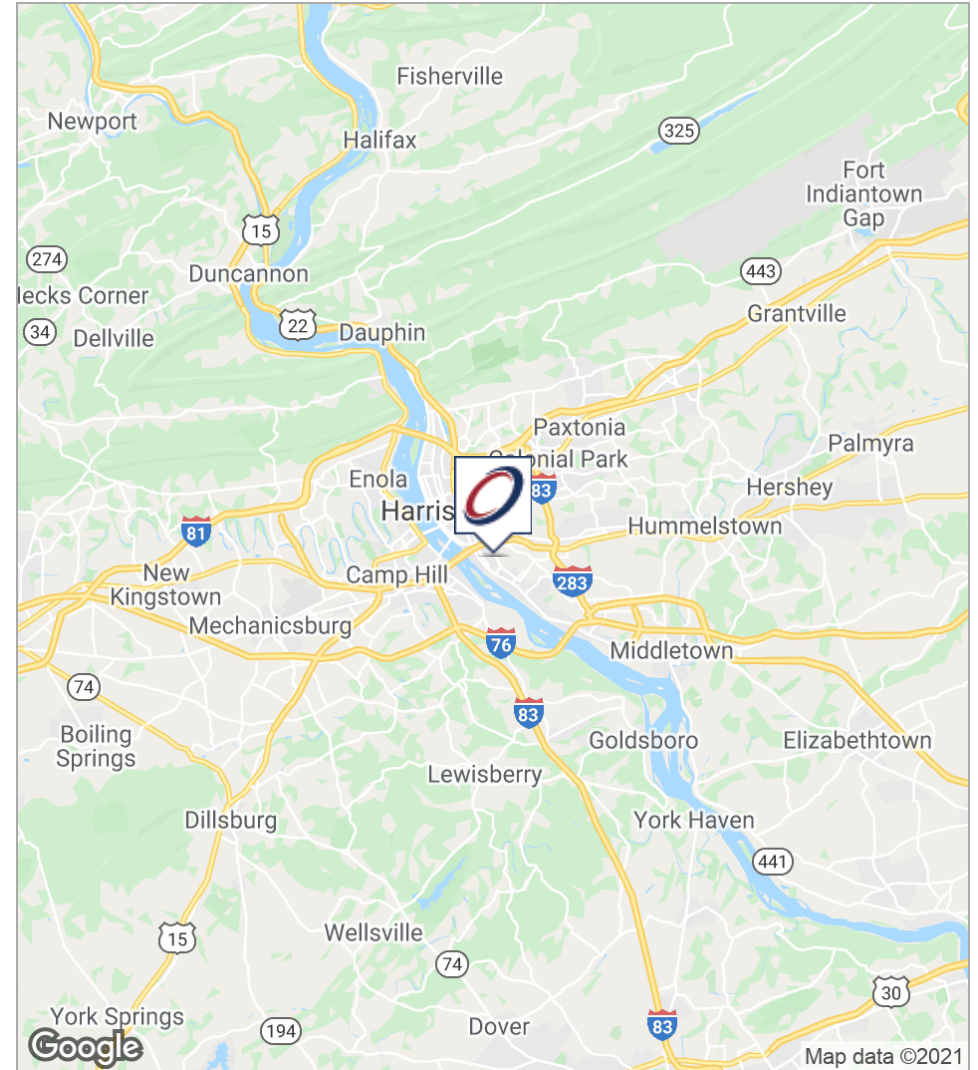 Fisherville
Newport
325
Halifax
Fort
Indiantown
Gap
15
274
Duncannon
443
lecks Corner
Grantville
22
34
Dellville
Dauphin
Paxtonia
Palmyra
Colonial Park
Enola
83
Hershey
Harris
81
Hummelstown
New
Kingstown
Camp Hill
283
Mechanicsburg
76
Middletown
74
83
Boiling
Springs
Goldsboro
Elizabethtown
Lewisberry
Dillsburg
York Haven
441
Wellsville
15
74
30
York Springs
194
Dover
83
Google
Map data ©2021